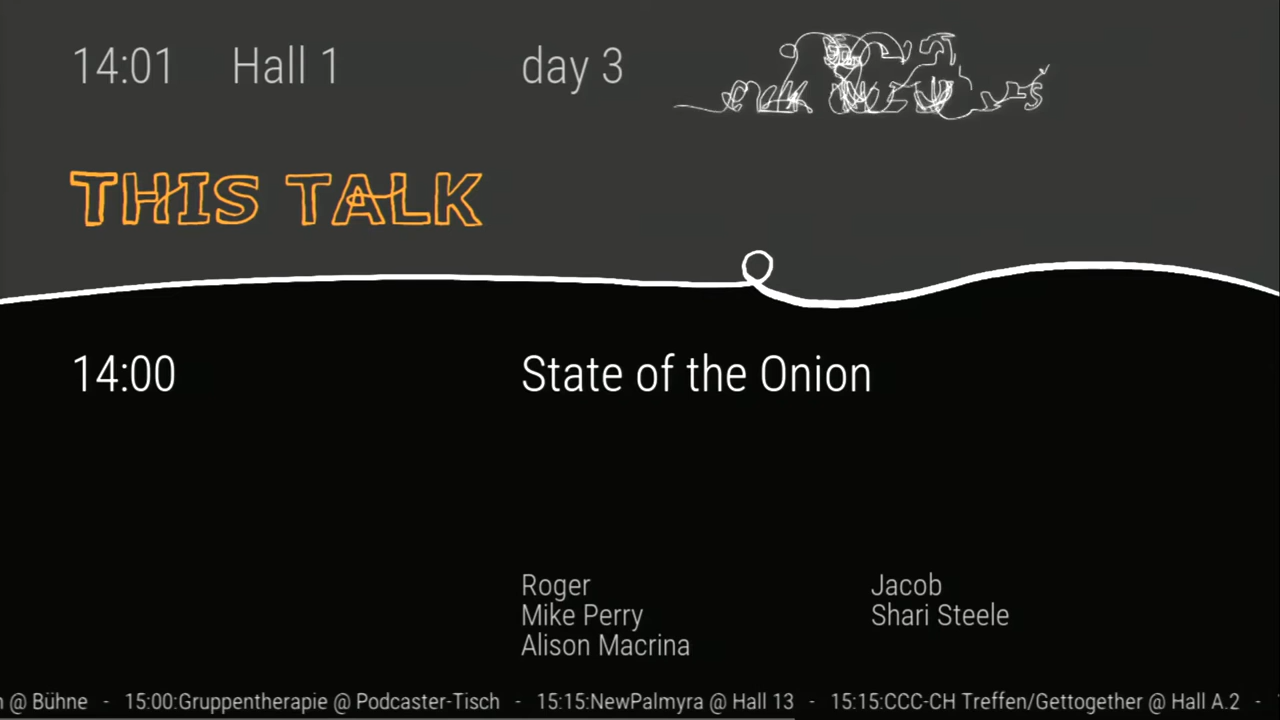 14:01 Hall 1 day 3
THIS TALK
14:00 State of the Onion
Roger Jacob
Mike Perry Shari Steele
Alison Macrina
@ Bühne - 15:00:Gruppentherapie @ Podcaster-Tisch - 15:15:NewPalmyra @ Hall 13 - 15:15:CCC-CH Treffen/Gettogether @ Hall A.2 -